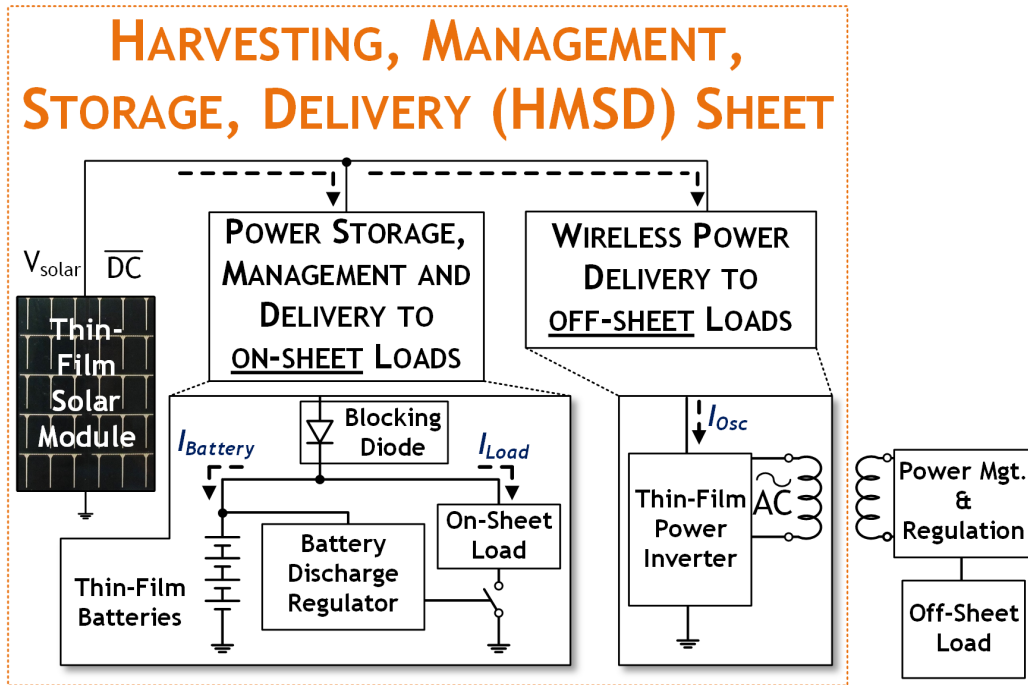 HARVESTING, MANAGEMENT,
STORAGE, DELIVERY (HMSD) SHEET
POWER STORAGE,
MANAGEMENT AND
DELIVERY TO
ON-SHEET LOADS
WIRELESS POWER
DELIVERY TO
OFF-SHEET LOADS
Vsolar
DC
Thin-
Film
Solar
Module
Blocking
Diode
IBattery
ILoad
On-Sheet
Load
Battery
Discharge
Regulator
Thin-Film
Batteries
IOsc
Thin-Film
Power
Inverter
AC
Power Mgt.
&
Regulation
Off-Sheet
Load